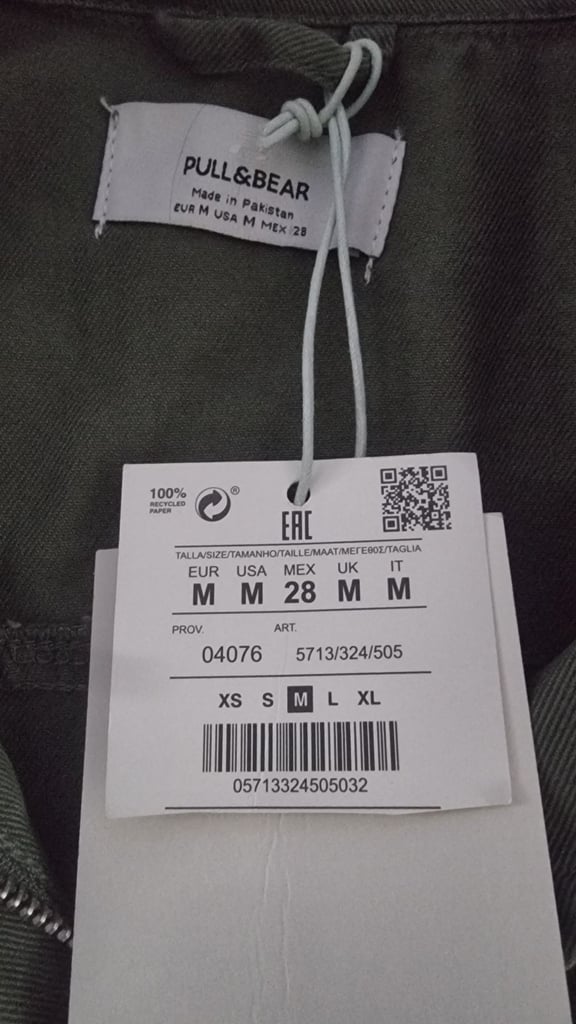 PULL&BEAR
Made in Pakistan
EUR M USA M MEX 28
100%
RECYCLED
PAPER
®
EAC
TALLA/SIZE/TAMANHO/TAILLE/MAAT/ΜΕΓΕΘΟΣ/TAGLIA
EUR USA MEX UK IT
M M 28 M M
PROV. ART.
04076 5713/324/505
XS S M L XL
05713324505032